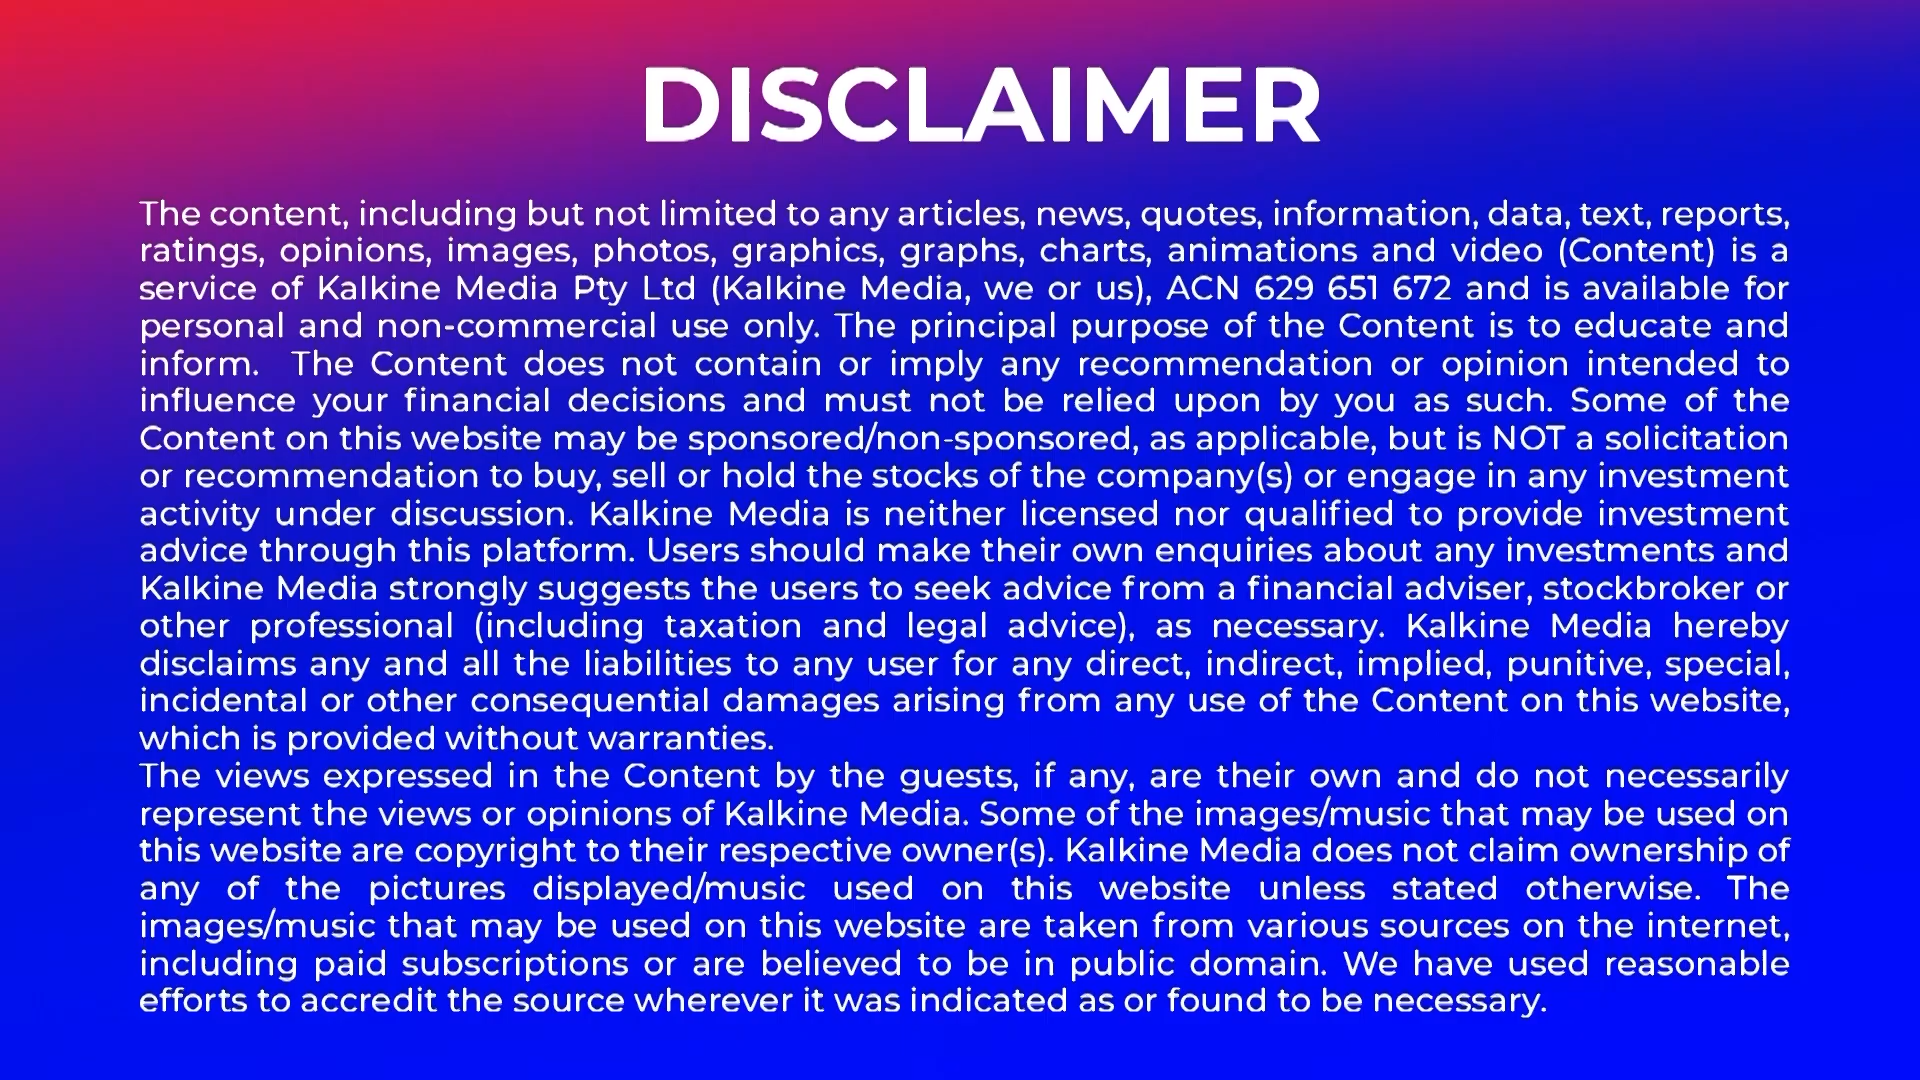 DISCLAIMER
The content, including but not limited to any articles, news, quotes, information, data, text, reports,
ratings, opinions, images, photos, graphics, graphs, charts, animations and video (Content) is a
service of Kalkine Media Pty Ltd (Kalkine Media, we or us), ACN 629 651 672 and is available for
personal and non-commercial use only. The principal purpose of the Content is to educate and
inform.  The Content does not contain or imply any recommendation or opinion intended to
influence your financial decisions and must not be relied upon by you as such. Some of the
Content on this website may be sponsored/non-sponsored, as applicable, but is NOT a solicitation
or recommendation to buy, sell or hold the stocks of the company(s) or engage in any investment
activity under discussion. Kalkine Media is neither licensed nor qualified to provide investment
advice through this platform. Users should make their own enquiries about any investments and
Kalkine Media strongly suggests the users to seek advice from a financial adviser, stockbroker or
other professional (including taxation and legal advice), as necessary. Kalkine Media hereby
disclaims any and all the liabilities to any user for any direct, indirect, implied, punitive, special,
incidental or other consequential damages arising from any use of the Content on this website,
which is provided without warranties.
The views expressed in the Content by the guests, if any, are their own and do not necessarily
represent the views or opinions of Kalkine Media. Some of the images/music that may be used on
this website are copyright to their respective owner(s). Kalkine Media does not claim ownership of
any of the pictures displayed/music used on this website unless stated otherwise. The
images/music that may be used on this website are taken from various sources on the internet,
including paid subscriptions or are believed to be in public domain. We have used reasonable
efforts to accredit the source wherever it was indicated as or found to be necessary.